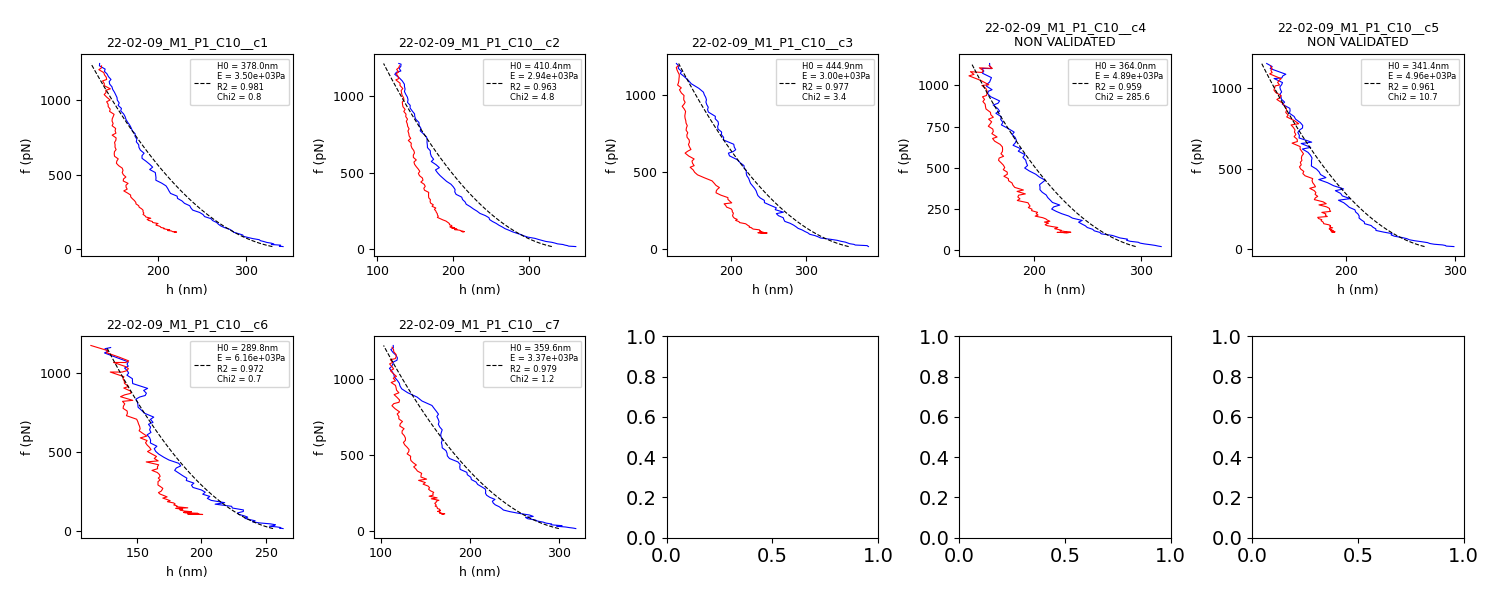 22-02-09_M1_P1_C10__c1
H0 = 378.0nm
E = 3.50e+03Pa
R2 = 0.981
Chi2 = 0.8
f (pN)
1000
500
0
200
300
h (nm)
22-02-09_M1_P1_C10__c2
H0 = 410.4nm
E = 2.94e+03Pa
R2 = 0.963
Chi2 = 4.8
f (pN)
1000
500
0
100
200
300
h (nm)
22-02-09_M1_P1_C10__c3
H0 = 444.9nm
E = 3.00e+03Pa
R2 = 0.977
Chi2 = 3.4
f (pN)
1000
500
0
200
300
h (nm)
22-02-09_M1_P1_C10__c4
NON VALIDATED
H0 = 364.0nm
E = 4.89e+03Pa
R2 = 0.959
Chi2 = 285.6
f (pN)
1000
750
500
250
0
200
300
h (nm)
22-02-09_M1_P1_C10__c5
NON VALIDATED
H0 = 341.4nm
E = 4.96e+03Pa
R2 = 0.961
Chi2 = 10.7
f (pN)
1000
500
0
200
300
h (nm)
22-02-09_M1_P1_C10__c6
H0 = 289.8nm
E = 6.16e+03Pa
R2 = 0.972
Chi2 = 0.7
f (pN)
1000
500
0
150
200
250
h (nm)
22-02-09_M1_P1_C10__c7
H0 = 359.6nm
E = 3.37e+03Pa
R2 = 0.979
Chi2 = 1.2
f (pN)
1000
500
0
100
200
300
h (nm)
1.0
0.8
0.6
0.4
0.2
0.0
0.0
0.5
1.0
1.0
0.8
0.6
0.4
0.2
0.0
0.0
0.5
1.0
1.0
0.8
0.6
0.4
0.2
0.0
0.0
0.5
1.0